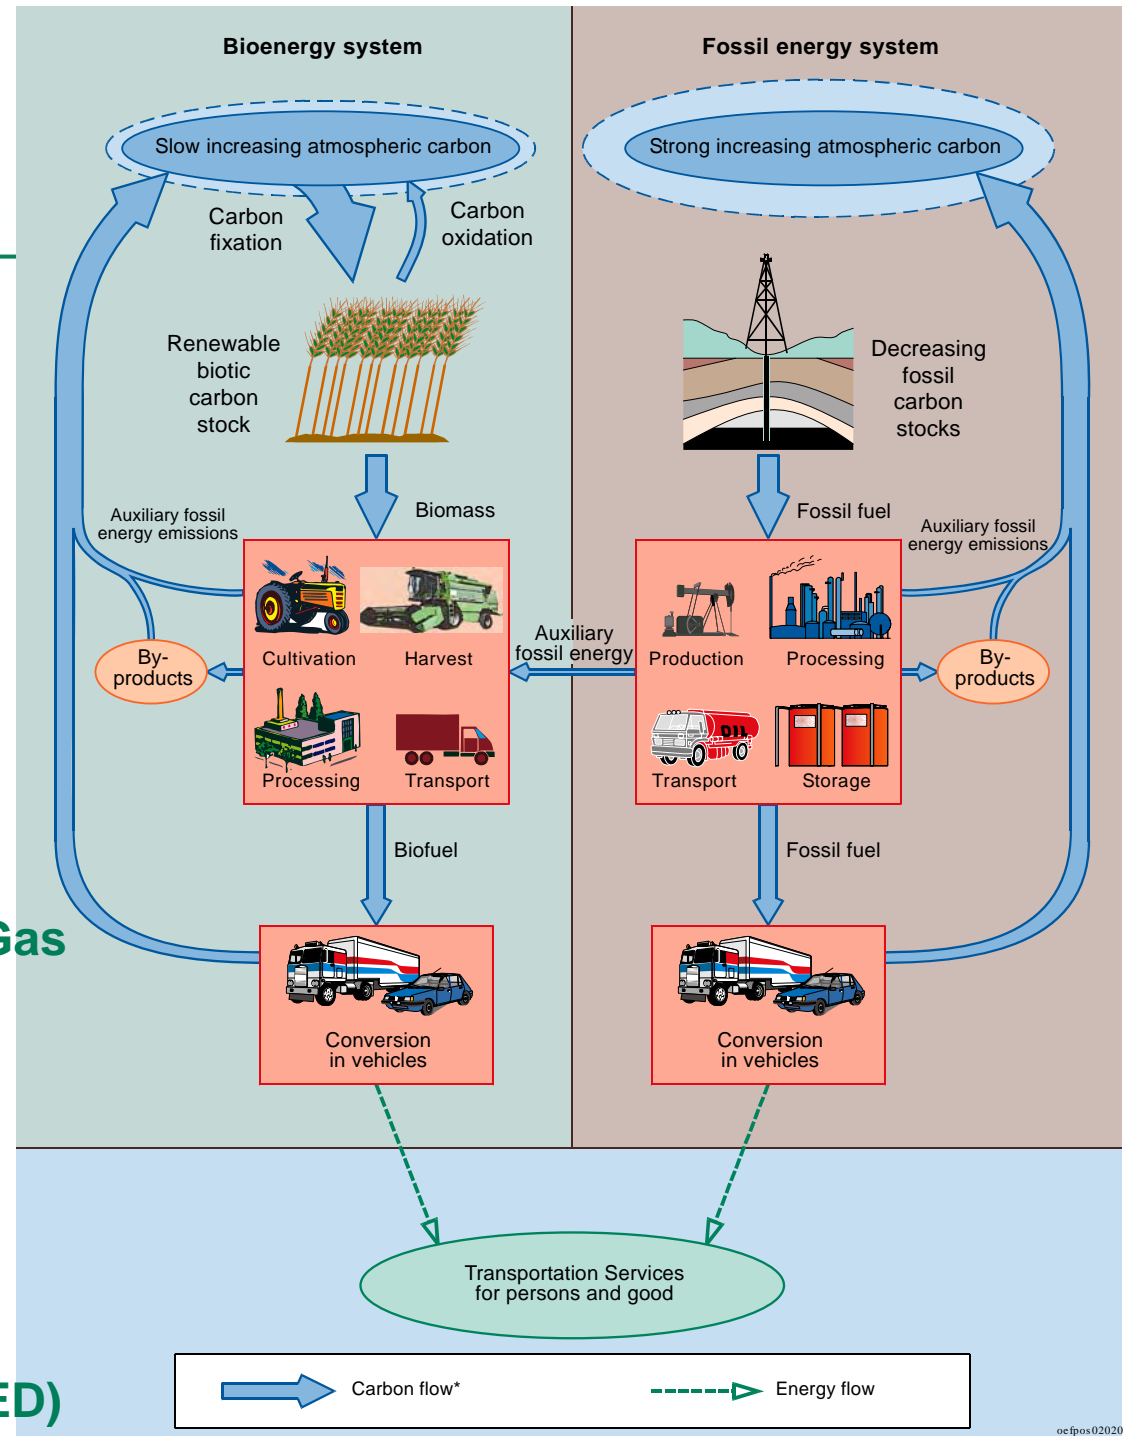 Bioenergy system
Fossil energy system
Slow increasing atmospheric carbon
Strong increasing atmospheric carbon
Carbon
fixation
Carbon
oxidation
Renewable
biotic
carbon
stock
Decreasing
fossil
carbon
stocks
Biomass
Fossil fuel
Auxiliary fossil
energy emissions
Auxiliary fossil
energy emissions
Cultivation
Harvest
Auxiliary
fossil energy
Production
Processing
By-
products
By-
products
OIL
Processing
Transport
Transport
Storage
Biofuel
Fossil fuel
Gas
Conversion
in vehicles
Conversion
in vehicles
Transportation Services
for persons and good
Carbon flow*
Energy flow
ED)
oefpos02020